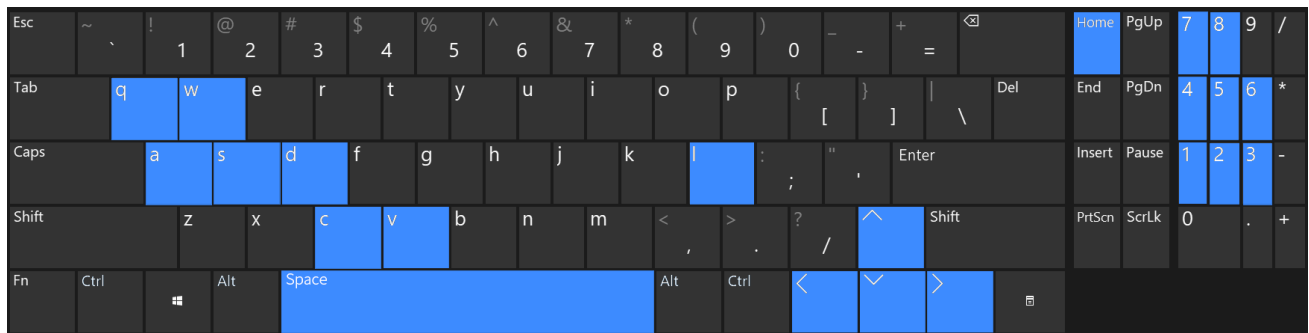 Esc ~ ` ! 1 @ 2 # 3 $ 4 % 5 ^ 6 & 7 * 8 ( 9 ) 0 _ - + = ⌫ Home PgUp 7 8 9 /
Tab q w e r t y u i o p { [ } ] | \ Del End PgDn 4 5 6 *
Caps a s d f g h j k l : ; " ' Enter Insert Pause 1 2 3 -
Shift z x c v b n m < , > . ? / ^ Shift PrtScn ScrLk 0 . +
Fn Ctrl Alt Space Alt Ctrl < ﹀ >